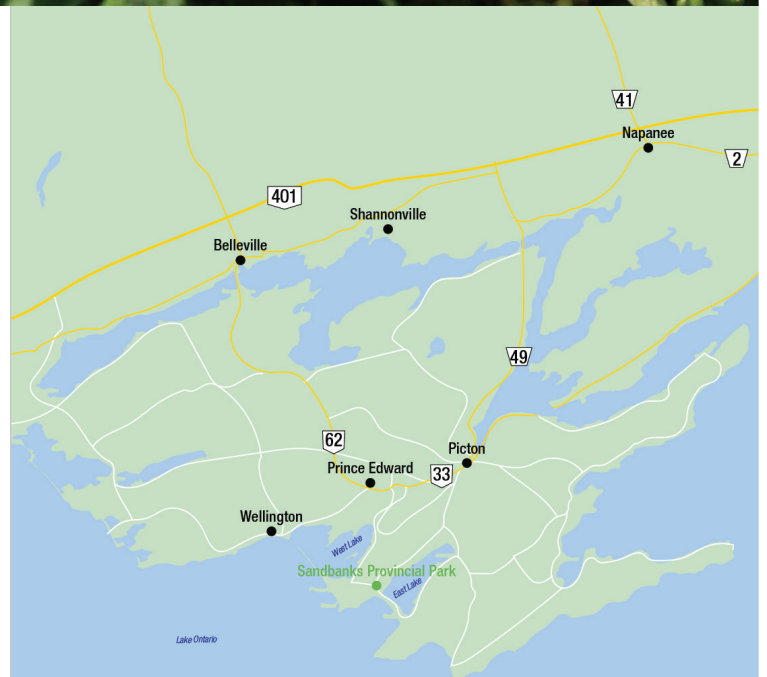 41
Napanee
2
401
Shannonville
Belleville
49
62
Picton
Prince Edward
33
Wellington
West Lake
Sandbanks Provincial Park
East Lake
Lake Ontario